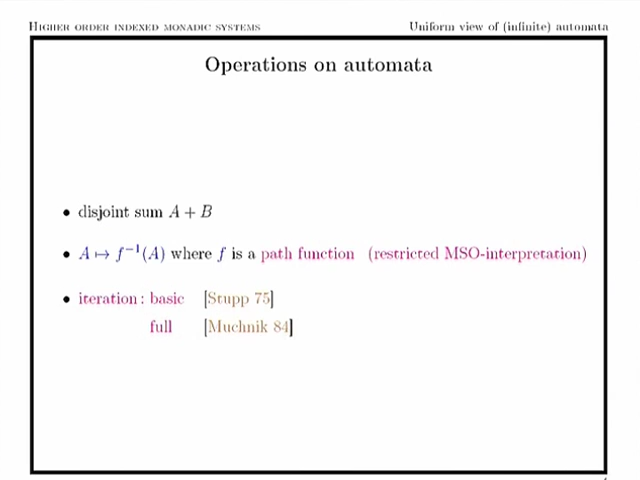 Higher order indexed monadic systems
Uniform view of (infinite) automata
Operations on automata
• disjoint sum A + B
• A ↦ f⁻¹(A) where f is a path function (restricted MSO-interpretation)
• iteration: basic [Stupp 75]
full [Muchnik 84]